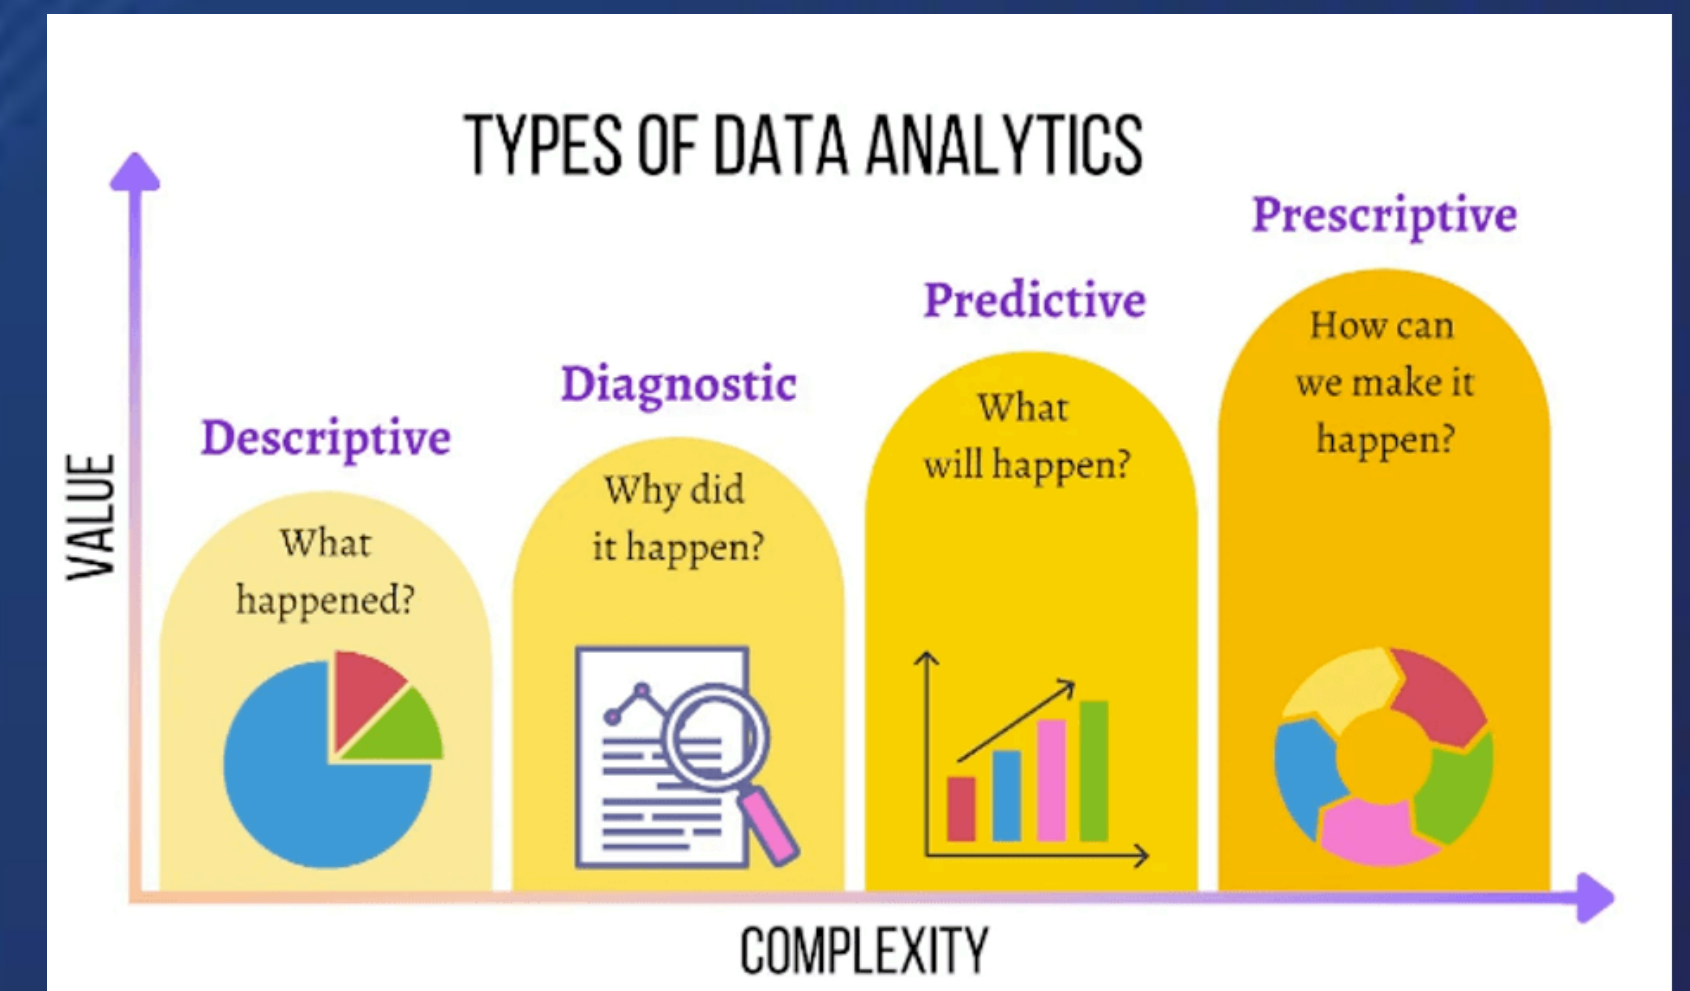 TYPES OF DATA ANALYTICS
Prescriptive
How can
we make it
happen?
Predictive
What
will happen?
Diagnostic
Why did
it happen?
Descriptive
What
happened?
VALUE
COMPLEXITY